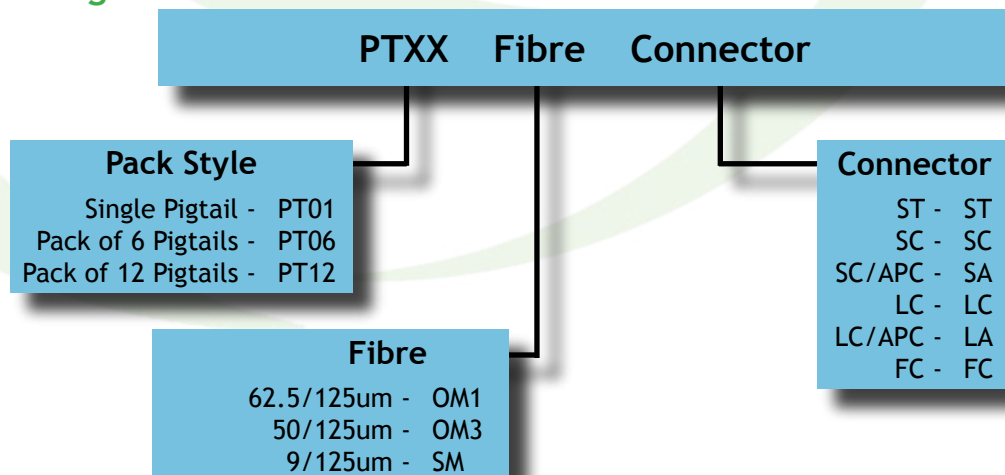 PTXX Fibre Connector
Pack Style
Single Pigtail - PT01
Pack of 6 Pigtails - PT06
Pack of 12 Pigtails - PT12
Fibre
62.5/125um - OM1
50/125um - OM3
9/125um - SM
Connector
ST - ST
SC - SC
SC/APC - SA
LC - LC
LC/APC - LA
FC - FC